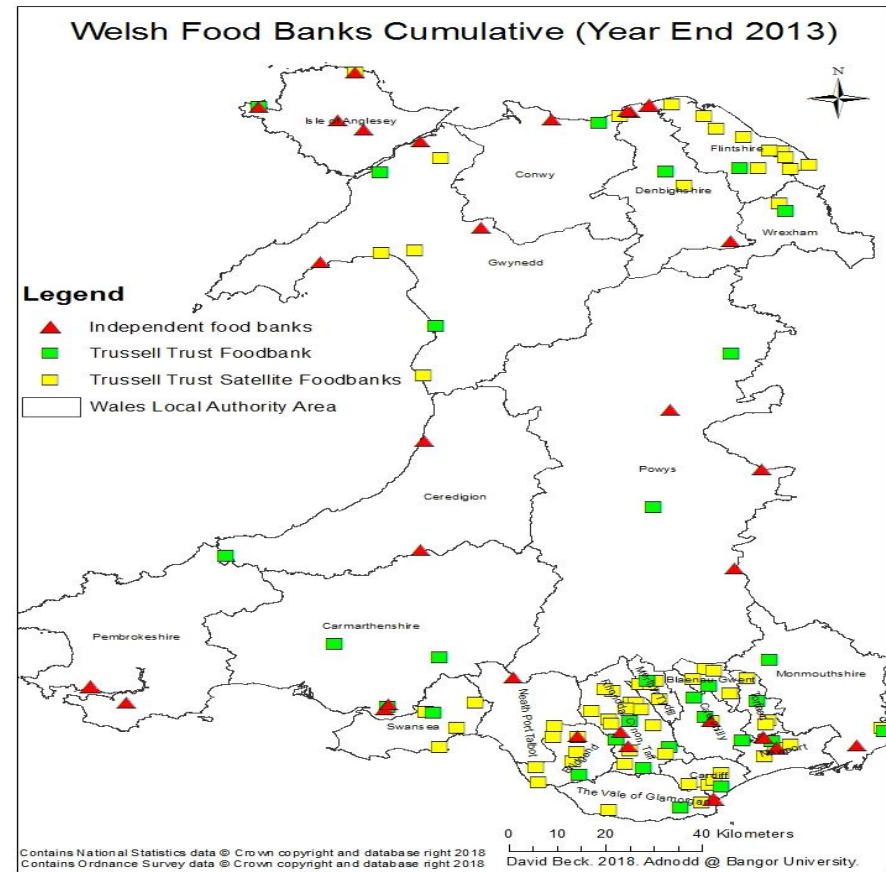 Welsh Food Banks Cumulative (Year End 2013)
N
Isle of Anglesey
Flintshire
Conwy
Denbighshire
Wrexham
Gwynedd
Legend
Independent food banks
Trussell Trust Foodbank
Trussell Trust Satellite Foodbanks
Wales Local Authority Area
Powys
Ceredigion
Carmarthenshire
Pembrokeshire
Monmouthshire
Blaenau Gwent
Neath Port Talbot
Swansea
Cardiff
The Vale of Glamorgan
0 10 20 40 Kilometers
Contains National Statistics data © Crown copyright and database right 2018
Contains Ordnance Survey data © Crown copyright and database right 2018
David Beck. 2018. Adnodd @ Bangor University.